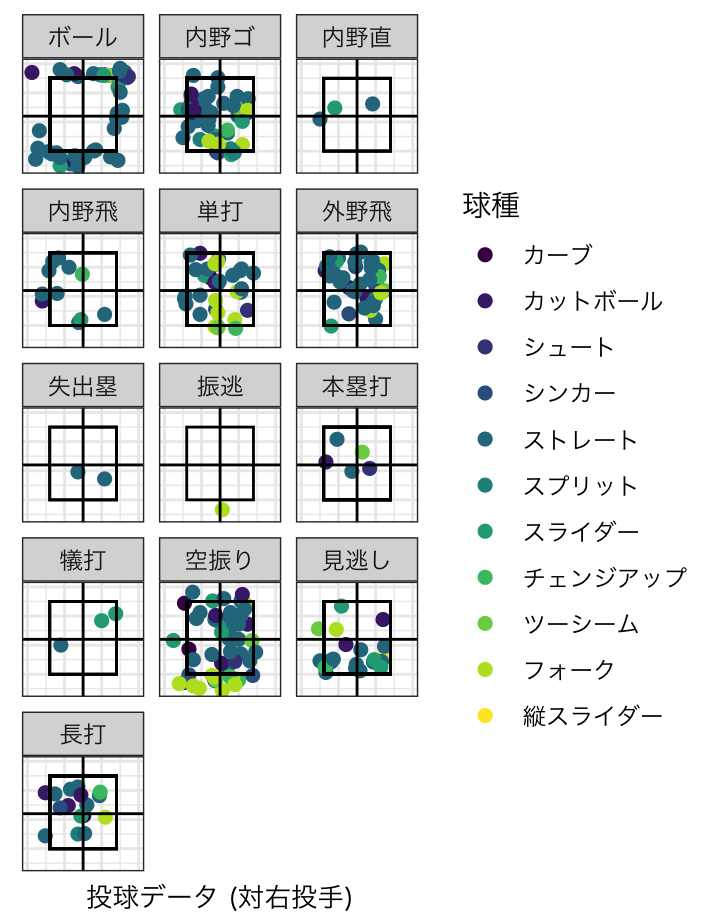 ボール 内野ゴ 内野直
内野飛 単打 外野飛
失出塁 振逃 本塁打
犠打 空振り 見逃し
長打
球種
カーブ
カットボール
シュート
シンカー
ストレート
スプリット
スライダー
チェンジアップ
ツーシーム
フォーク
縦スライダー
投球データ (対右投手)